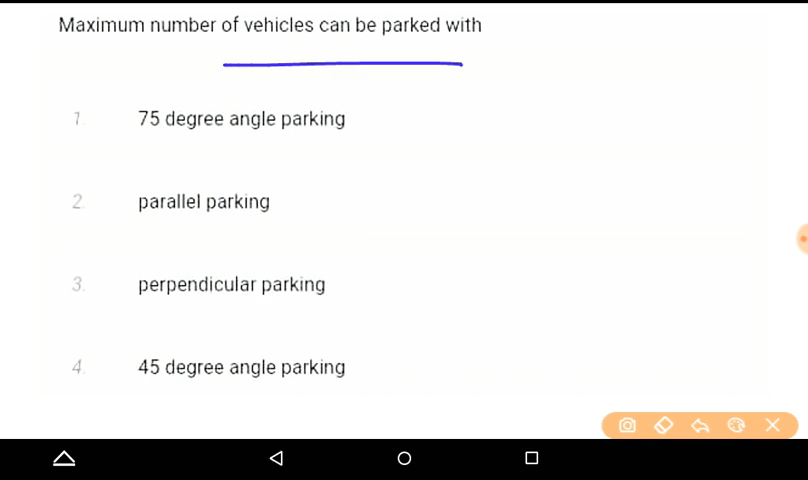 Maximum number of vehicles can be parked with
1. 75 degree angle parking
2. parallel parking
3. perpendicular parking
4. 45 degree angle parking